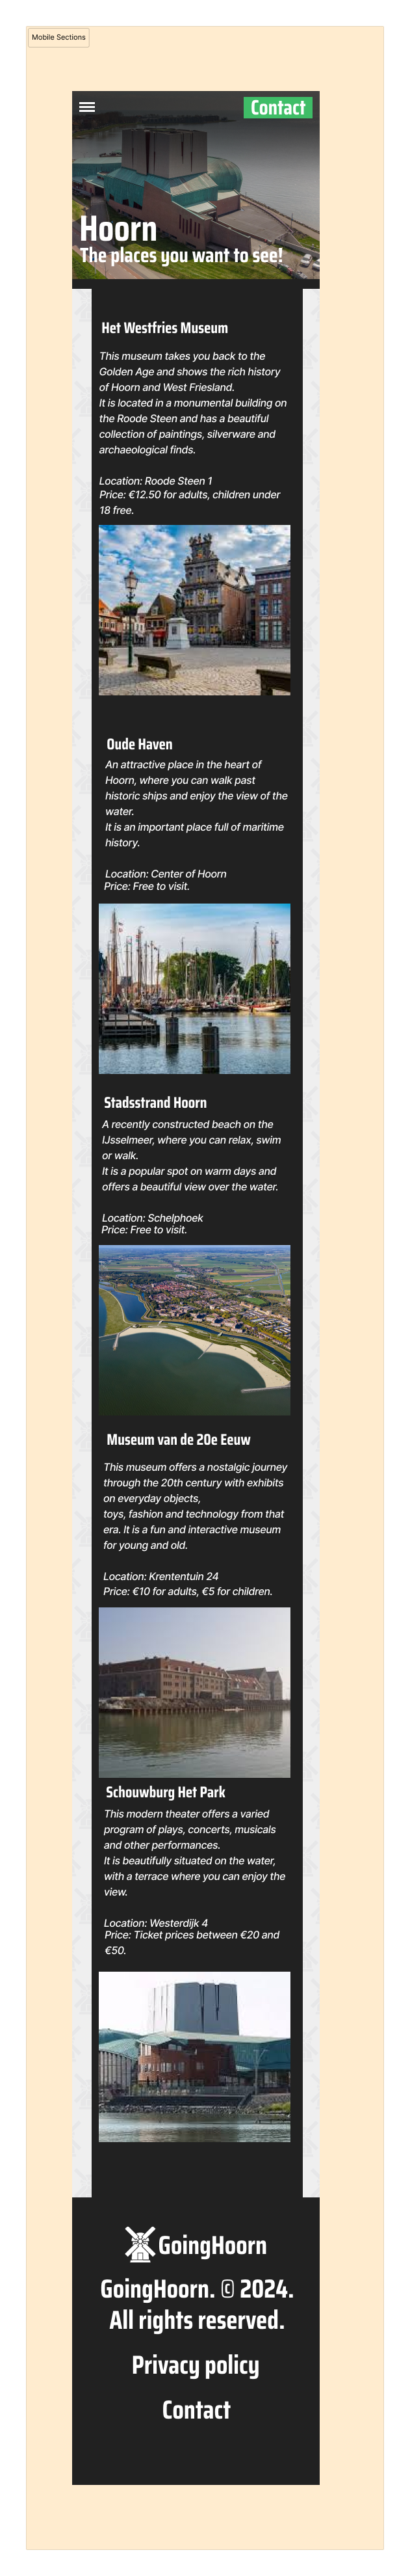 Mobile Sections
Contact
Hoorn
The places you want to see!
Het Westfries Museum
This museum takes you back to the
Golden Age and shows the rich history
of Hoorn and West Friesland.
It is located in a monumental building on
the Roode Steen and has a beautiful
collection of paintings, silverware and
archaeological finds.
Location: Roode Steen 1
Price: €12.50 for adults, children under
18 free.
Oude Haven
An attractive place in the heart of
Hoorn, where you can walk past
historic ships and enjoy the view of the
water.
It is an important place full of maritime
history.
Location: Center of Hoorn
Price: Free to visit.
Stadsstrand Hoorn
A recently constructed beach on the
IJsselmeer, where you can relax, swim
or walk.
It is a popular spot on warm days and
offers a beautiful view over the water.
Location: Schelphoek
Price: Free to visit.
Museum van de 20e Eeuw
This museum offers a nostalgic journey
through the 20th century with exhibits
on everyday objects,
toys, fashion and technology from that
era. It is a fun and interactive museum
for young and old.
Location: Krententuin 24
Price: €10 for adults, €5 for children.
Schouwburg Het Park
This modern theater offers a varied
program of plays, concerts, musicals
and other performances.
It is beautifully situated on the water,
with a terrace where you can enjoy the
view.
Location: Westerdijk 4
Price: Ticket prices between €20 and
€50.
GoingHoorn
GoingHoorn. © 2024.
All rights reserved.
Privacy policy
Contact